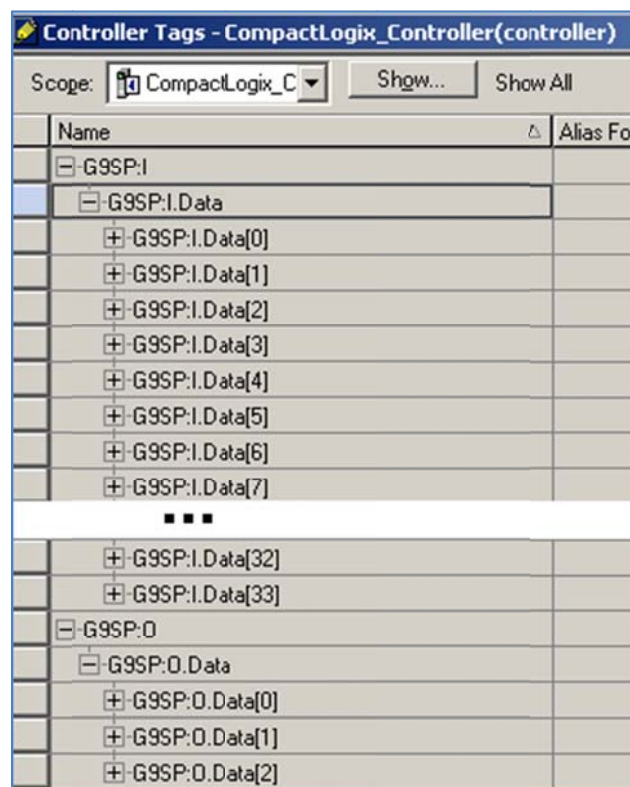 Controller Tags - CompactLogix_Controller(controller)
Scope: CompactLogix_C Show... Show All
Name Alias Fo
G9SP:I
G9SP:I.Data
G9SP:I.Data[0]
G9SP:I.Data[1]
G9SP:I.Data[2]
G9SP:I.Data[3]
G9SP:I.Data[4]
G9SP:I.Data[5]
G9SP:I.Data[6]
G9SP:I.Data[7]
...
G9SP:I.Data[32]
G9SP:I.Data[33]
G9SP:O
G9SP:O.Data
G9SP:O.Data[0]
G9SP:O.Data[1]
G9SP:O.Data[2]